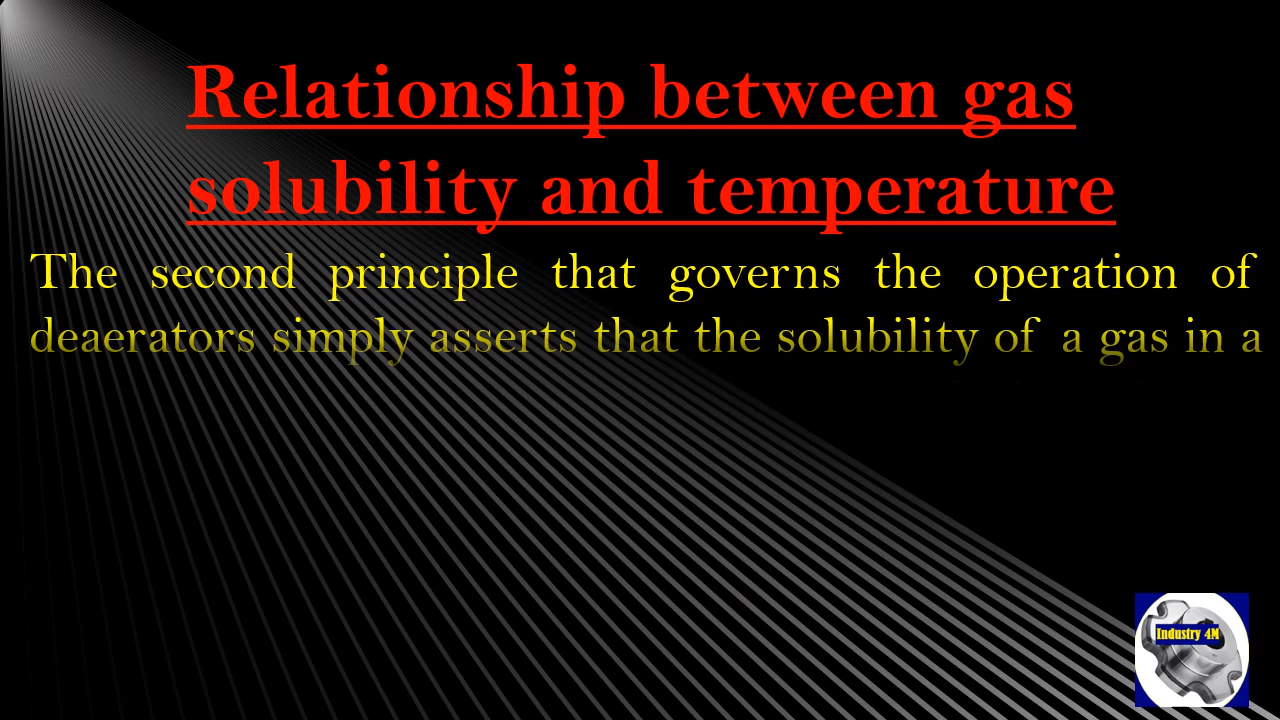 Relationship between gas
solubility and temperature
The second principle that governs the operation of
deaerators simply asserts that the solubility of a gas in a
Industry 4M